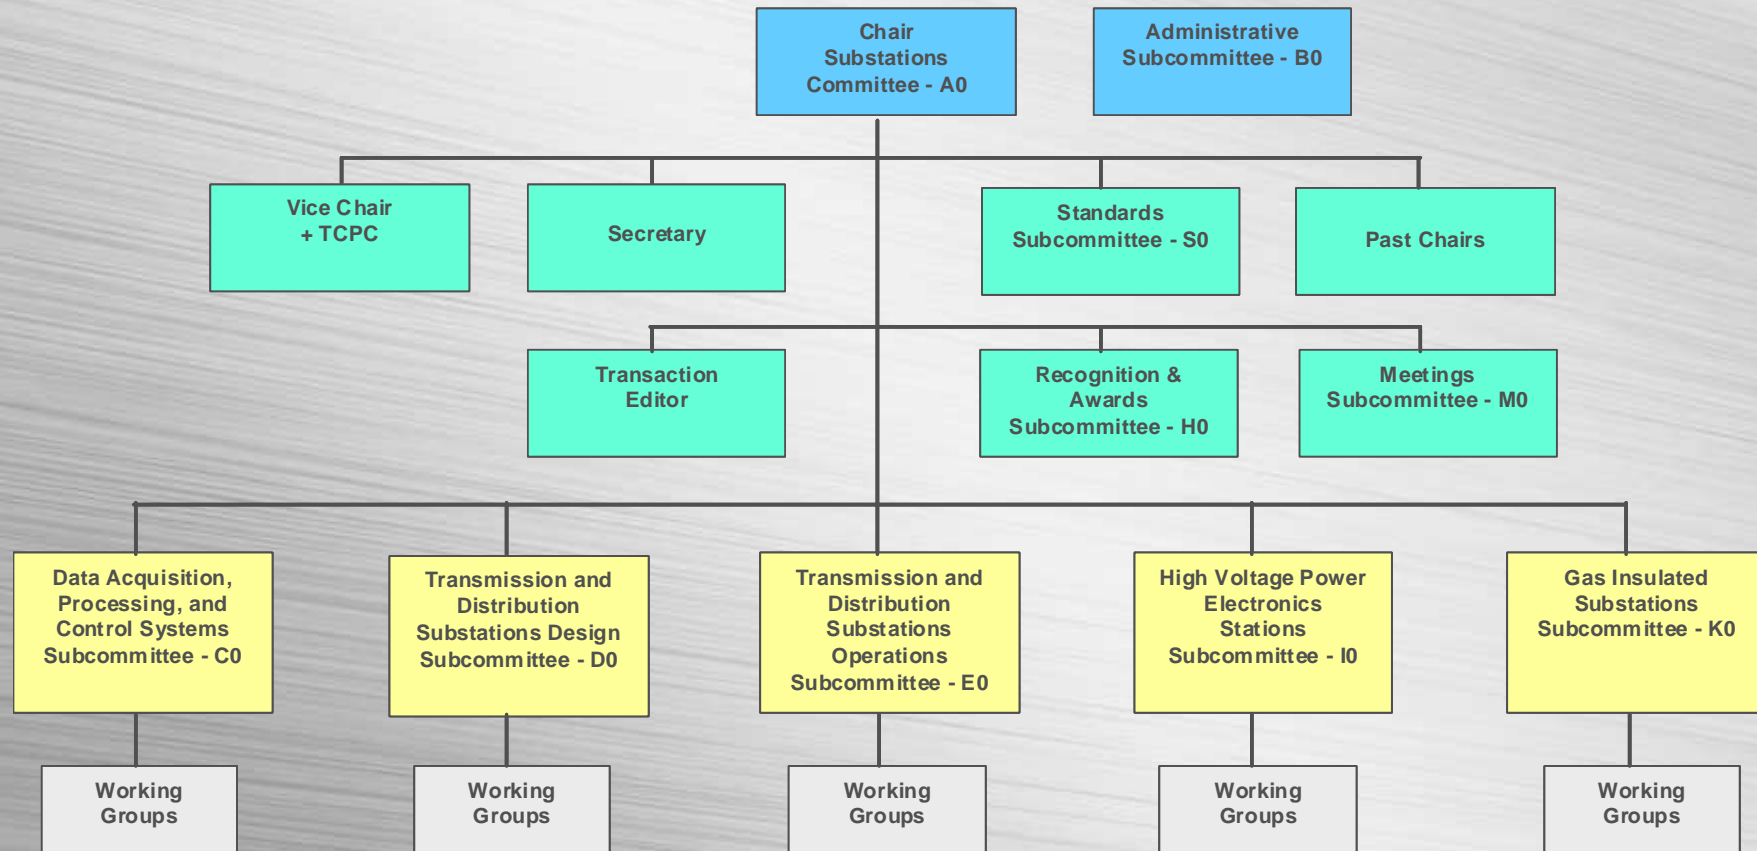 Chair
Substations
Committee - A0
Administrative
Subcommittee - B0
Vice Chair
+ TCPC
Secretary
Standards
Subcommittee - S0
Past Chairs
Transaction
Editor
Recognition &
Awards
Subcommittee - H0
Meetings
Subcommittee - M0
Data Acquisition,
Processing, and
Control Systems
Subcommittee - C0
Transmission and
Distribution
Substations Design
Subcommittee - D0
Transmission and
Distribution
Substations
Operations
Subcommittee - E0
High Voltage Power
Electronics
Stations
Subcommittee - I0
Gas Insulated
Substations
Subcommittee - K0
Working
Groups
Working
Groups
Working
Groups
Working
Groups
Working
Groups